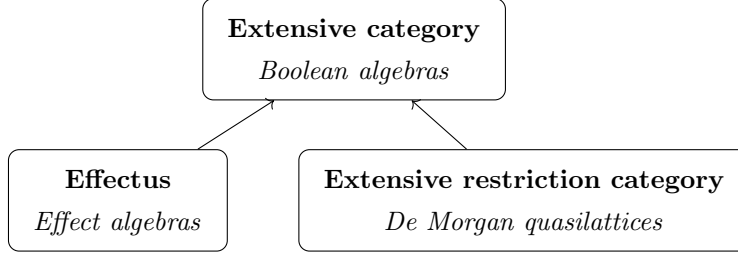 Extensive category
Boolean algebras
Effectus
Effect algebras
Extensive restriction category
De Morgan quasilattices